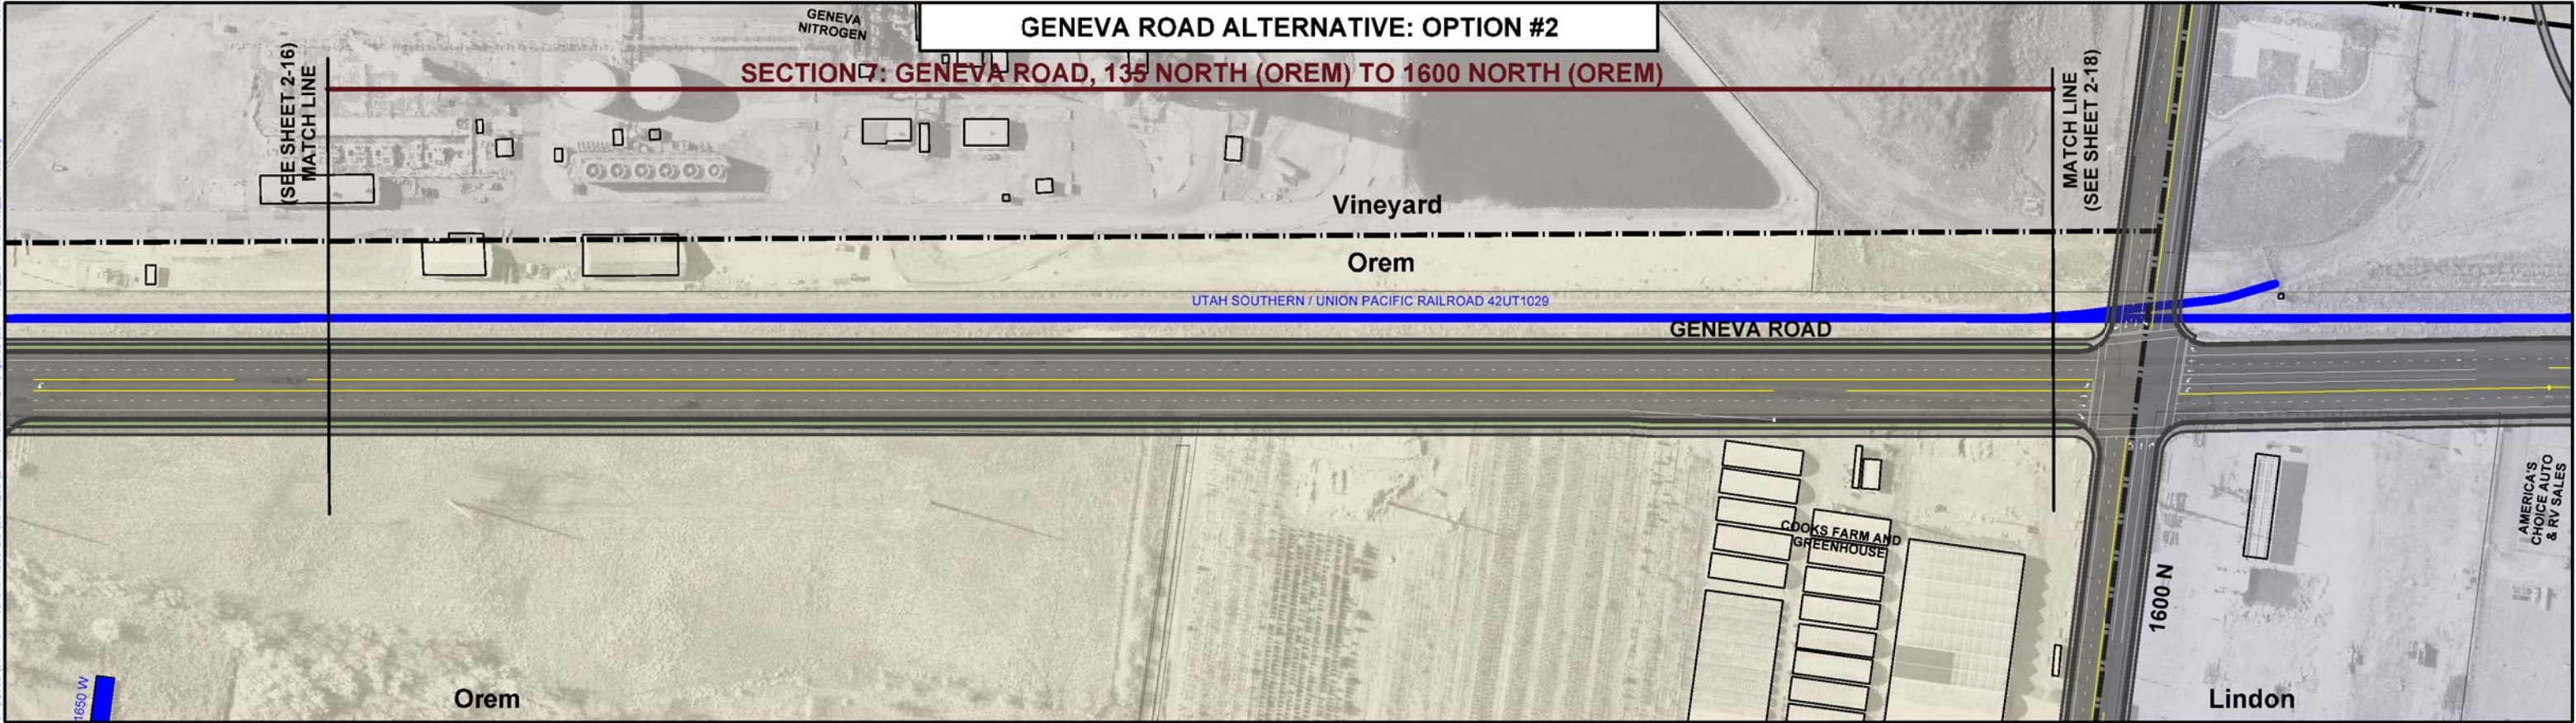 GENEVA
NITROGEN
GENEVA ROAD ALTERNATIVE: OPTION #2
SECTION 7: GENEVA ROAD, 135 NORTH (OREM) TO 1600 NORTH (OREM)
(SEE SHEET 2-16)
MATCH LINE
MATCH LINE
(SEE SHEET 2-18)
Vineyard
Orem
UTAH SOUTHERN / UNION PACIFIC RAILROAD 42UT1029
GENEVA ROAD
COOKS FARM AND
GREENHOUSE
AMERICA'S
CHOICE AUTO
& RV SALES
1600 N
1650 W
Orem
Lindon